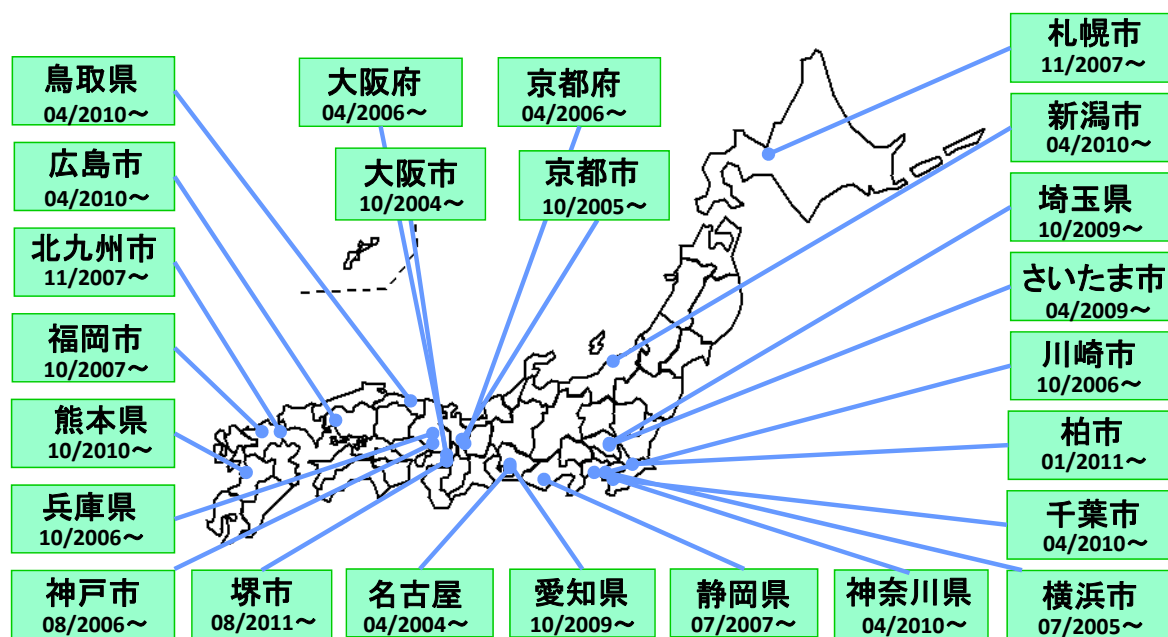 鳥取県
04/2010～
大阪府
04/2006～
京都府
04/2006～
札幌市
11/2007～
広島市
04/2010～
大阪市
10/2004～
京都市
10/2005～
新潟市
04/2010～
北九州市
11/2007～
埼玉県
10/2009～
福岡市
10/2007～
さいたま市
04/2009～
熊本県
10/2010～
川崎市
10/2006～
兵庫県
10/2006～
柏市
01/2011～
千葉市
04/2010～
神戸市
08/2006～
堺市
08/2011～
名古屋
04/2004～
愛知県
10/2009～
静岡県
07/2007～
神奈川県
04/2010～
横浜市
07/2005～